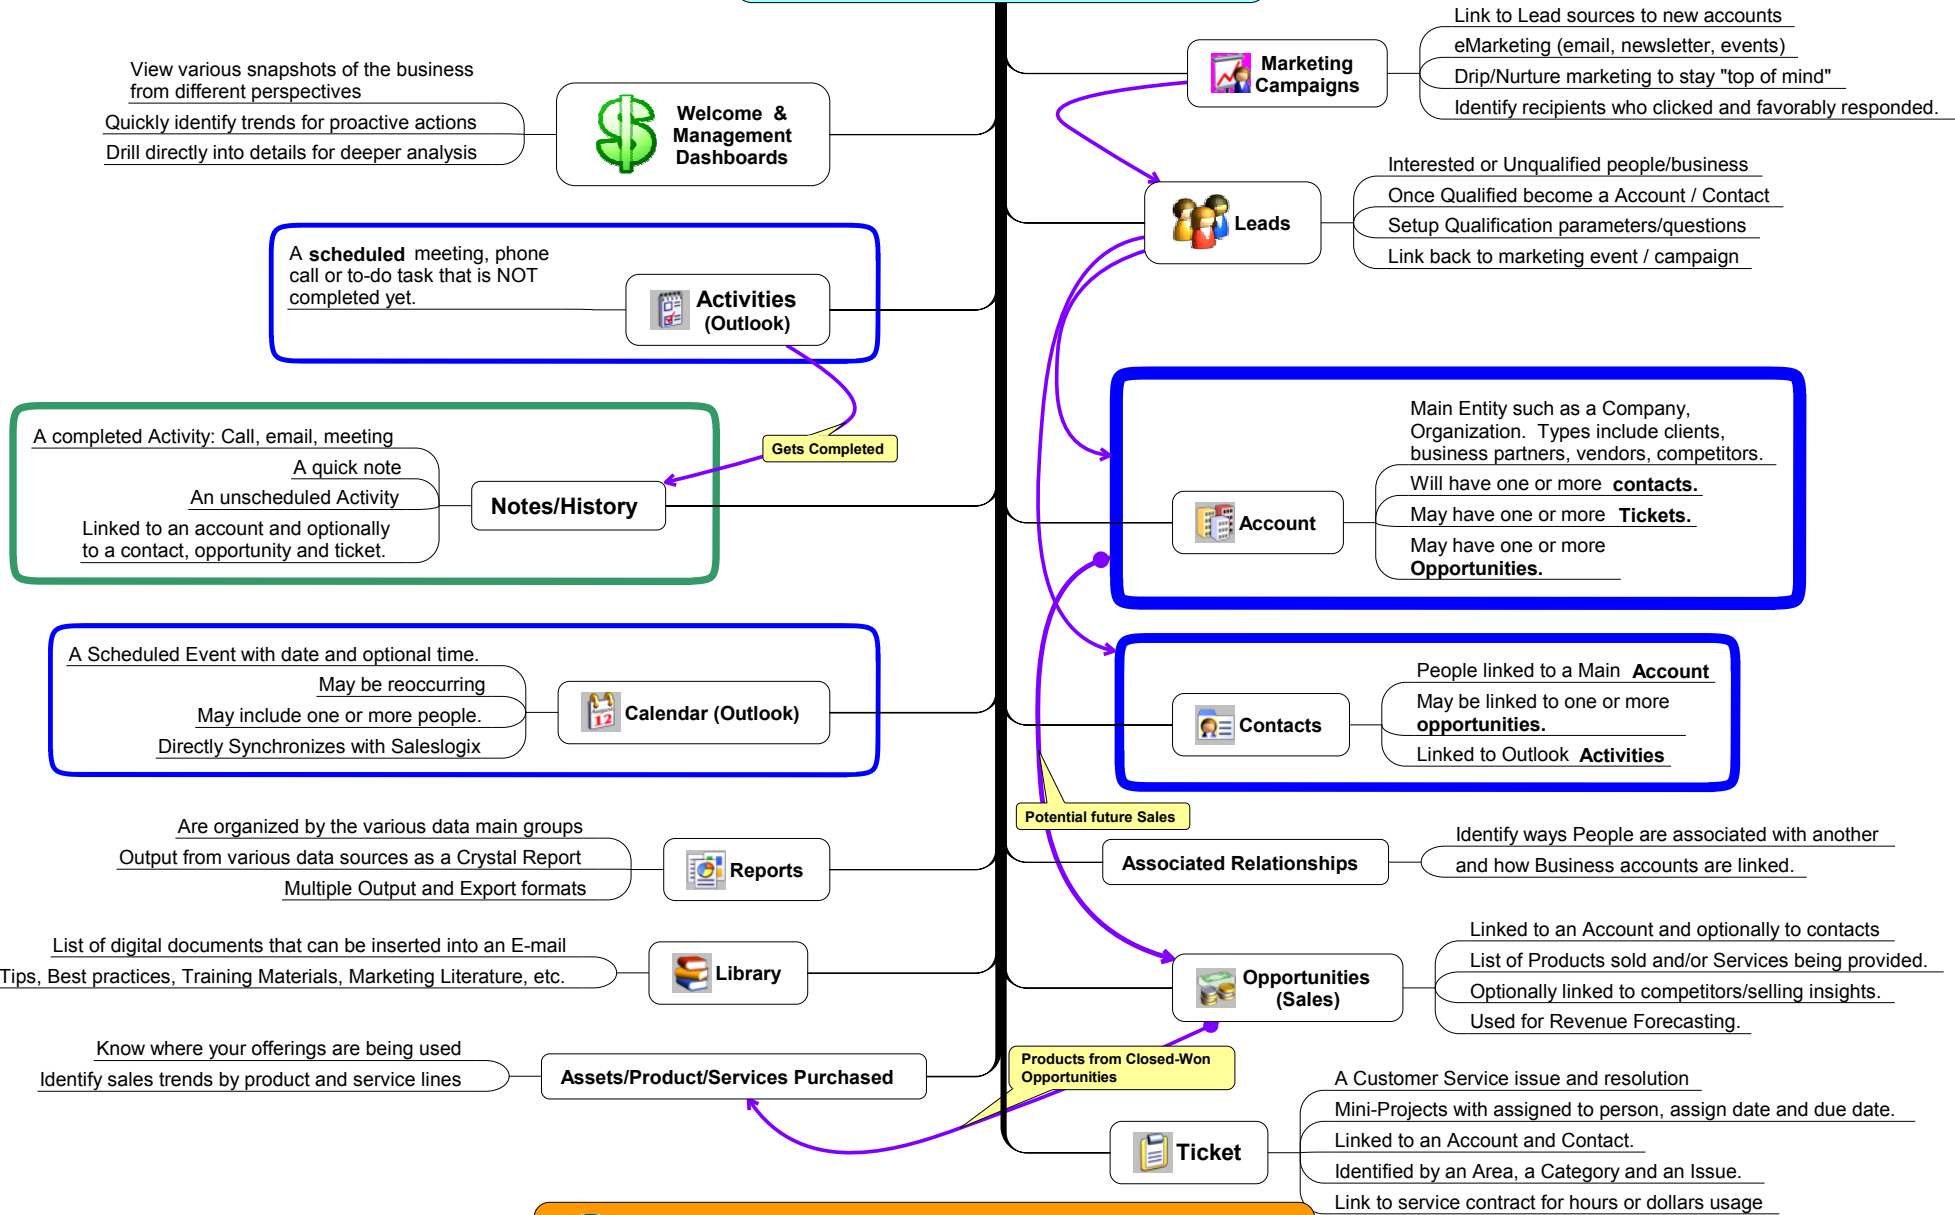 View various snapshots of the business
from different perspectives
Quickly identify trends for proactive actions
Drill directly into details for deeper analysis
Welcome &
Management
Dashboards
A scheduled meeting, phone
call or to-do task that is NOT
completed yet.
Activities
(Outlook)
Gets Completed
A completed Activity: Call, email, meeting
A quick note
An unscheduled Activity
Linked to an account and optionally
to a contact, opportunity and ticket.
Notes/History
A Scheduled Event with date and optional time.
May be reoccurring
May include one or more people.
Directly Synchronizes with Saleslogix
12
Calendar (Outlook)
Are organized by the various data main groups
Output from various data sources as a Crystal Report
Multiple Output and Export formats
Reports
List of digital documents that can be inserted into an E-mail
Tips, Best practices, Training Materials, Marketing Literature, etc.
Library
Know where your offerings are being used
Identify sales trends by product and service lines
Assets/Product/Services Purchased
Marketing
Campaigns
Link to Lead sources to new accounts
eMarketing (email, newsletter, events)
Drip/Nurture marketing to stay "top of mind"
Identify recipients who clicked and favorably responded.
Leads
Interested or Unqualified people/business
Once Qualified become a Account / Contact
Setup Qualification parameters/questions
Link back to marketing event / campaign
Account
Main Entity such as a Company,
Organization. Types include clients,
business partners, vendors, competitors.
Will have one or more contacts.
May have one or more Tickets.
May have one or more
Opportunities.
Contacts
People linked to a Main Account
May be linked to one or more
opportunities.
Linked to Outlook Activities
Potential future Sales
Associated Relationships
Identify ways People are associated with another
and how Business accounts are linked.
Opportunities
(Sales)
Linked to an Account and optionally to contacts
List of Products sold and/or Services being provided.
Optionally linked to competitors/selling insights.
Used for Revenue Forecasting.
Products from Closed-Won
Opportunities
Ticket
A Customer Service issue and resolution
Mini-Projects with assigned to person, assign date and due date.
Linked to an Account and Contact.
Identified by an Area, a Category and an Issue.
Link to service contract for hours or dollars usage